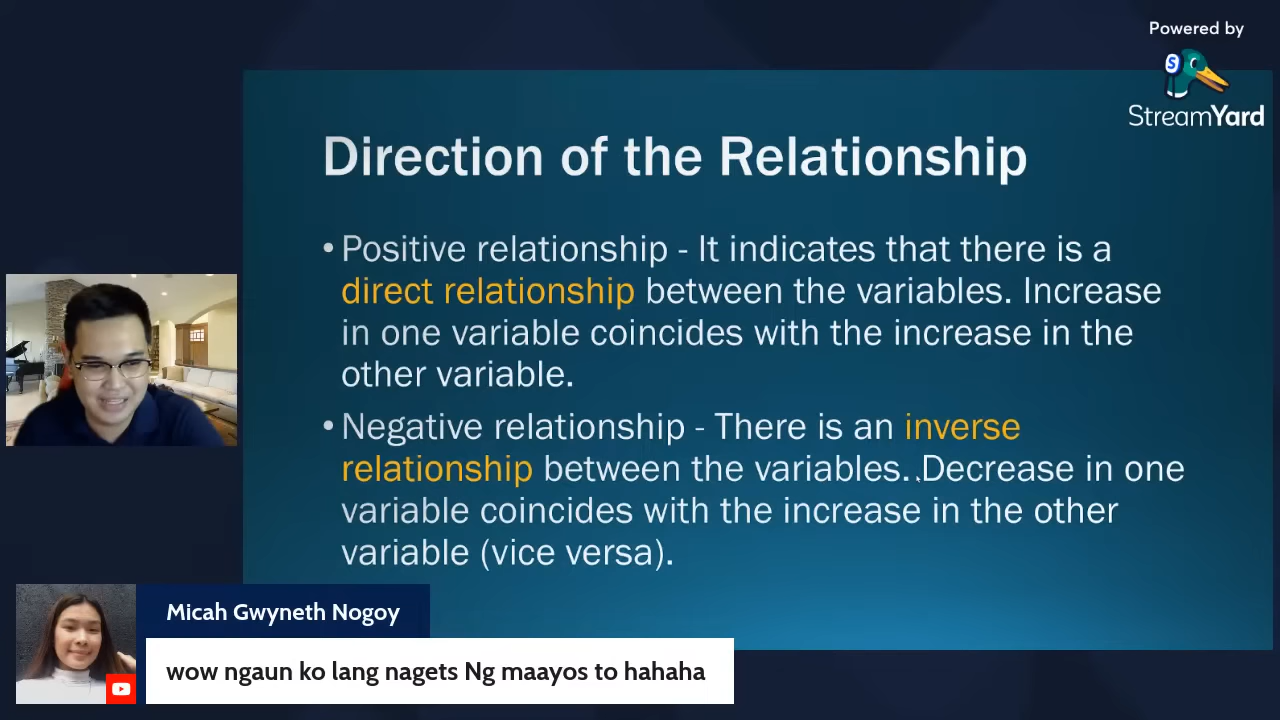 Powered by
StreamYard
Direction of the Relationship
• Positive relationship - It indicates that there is a
direct relationship between the variables. Increase
in one variable coincides with the increase in the
other variable.
• Negative relationship - There is an inverse
relationship between the variables. Decrease in one
variable coincides with the increase in the other
variable (vice versa).
Micah Gwyneth Nogoy
wow ngaun ko lang nagets Ng maayos to hahaha